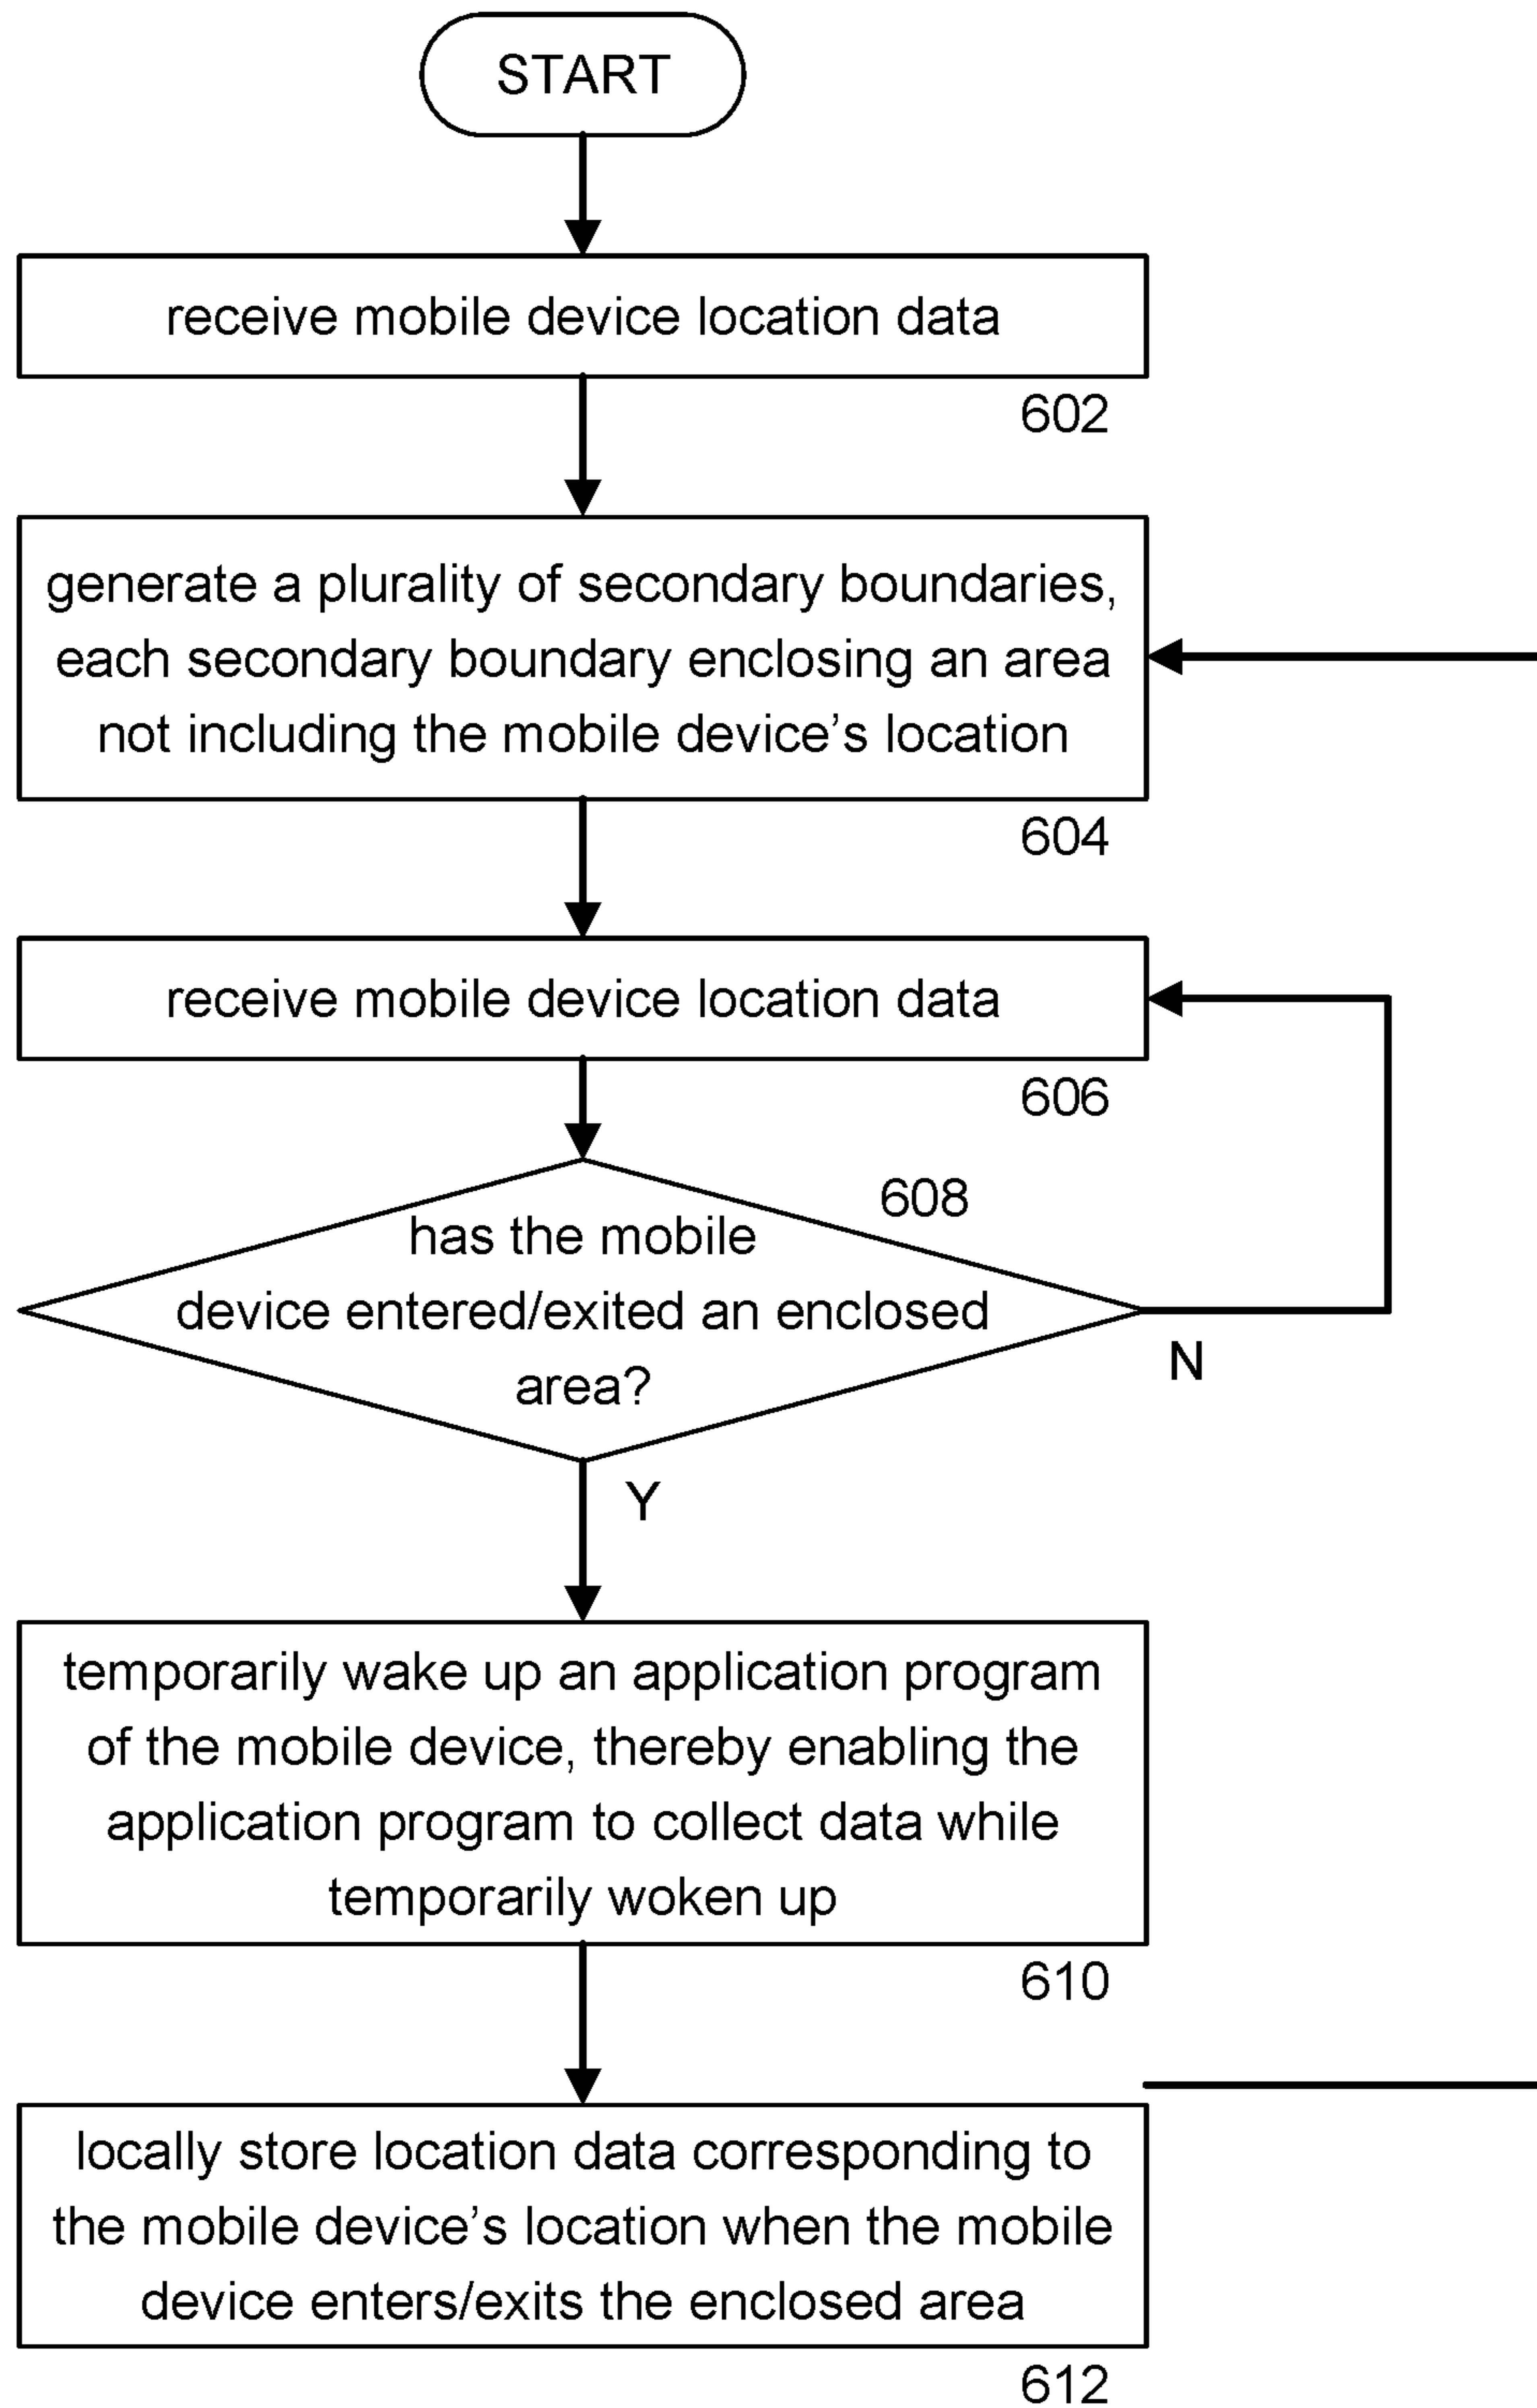 START
receive mobile device location data
602
generate a plurality of secondary boundaries,
each secondary boundary enclosing an area
not including the mobile device’s location
604
receive mobile device location data
606
608
has the mobile
device entered/exited an enclosed
area?
N
Y
temporarily wake up an application program
of the mobile device, thereby enabling the
application program to collect data while
temporarily woken up
610
locally store location data corresponding to
the mobile device’s location when the mobile
device enters/exits the enclosed area
612